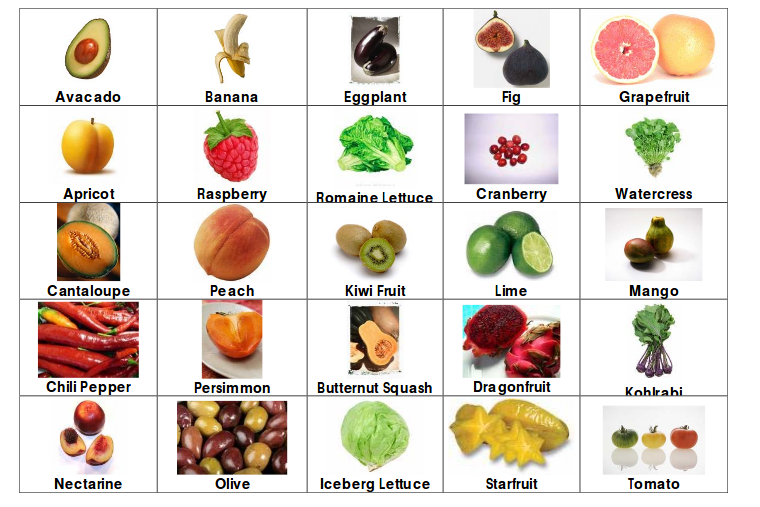 Avacado
Banana
Eggplant
Fig
Grapefruit
Apricot
Raspberry
Romaine Lettuce
Cranberry
Watercress
Cantaloupe
Peach
Kiwi Fruit
Lime
Mango
Chili Pepper
Persimmon
Butternut Squash
Dragonfruit
Kohlrabi
Nectarine
Olive
Iceberg Lettuce
Starfruit
Tomato